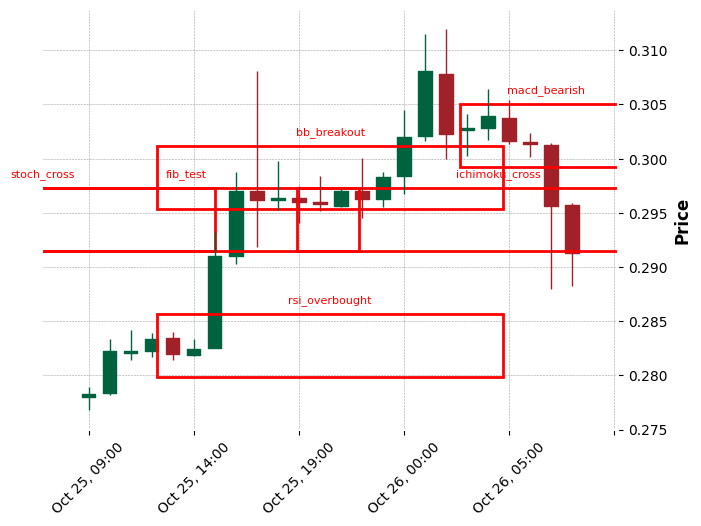 0.310
macd_bearish
0.305
bb_breakout
0.300
stoch_cross
fib_test
ichimoku_cross
0.295
Price
0.290
rsi_overbought
0.285
0.280
0.275
Oct 25, 09:00
Oct 25, 14:00
Oct 25, 19:00
Oct 26, 00:00
Oct 26, 05:00